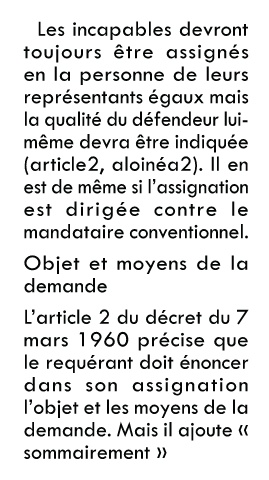 Les incapables devront
toujours être assignés
en la personne de leurs
représentants égaux mais
la qualité du défendeur lui-
même devra être indiquée
(article2, aloinéa2). Il en
est de même si l'assignation
est dirigée contre le
mandataire conventionnel.
Objet et moyens de la
demande
L'article 2 du décret du 7
mars 1960 précise que
le requérant doit énoncer
dans son assignation
l'objet et les moyens de la
demande. Mais il ajoute «
sommairement »